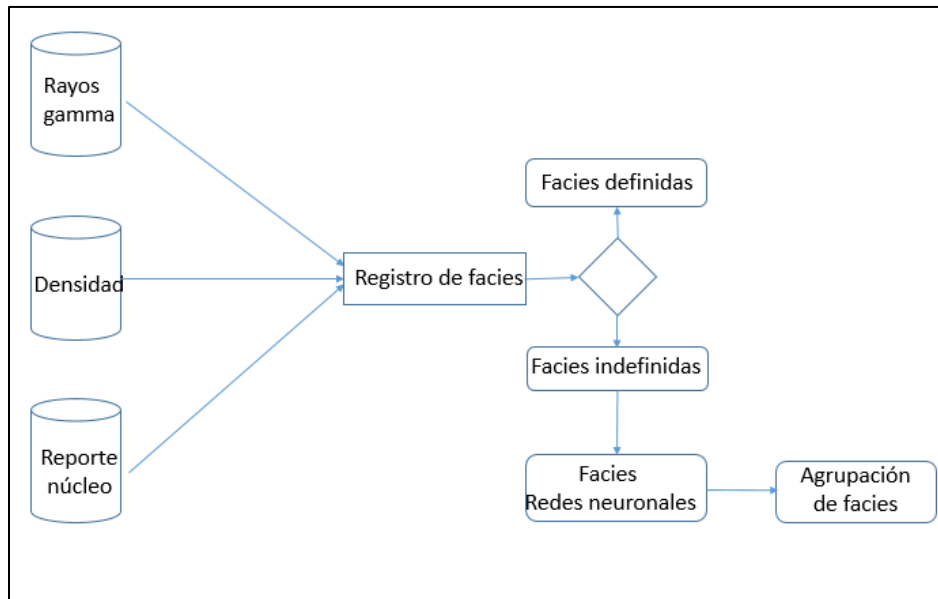 Rayos
gamma
Densidad
Reporte
núcleo
Registro de facies
Facies definidas
Facies indefinidas
Facies
Redes neuronales
Agrupación
de facies